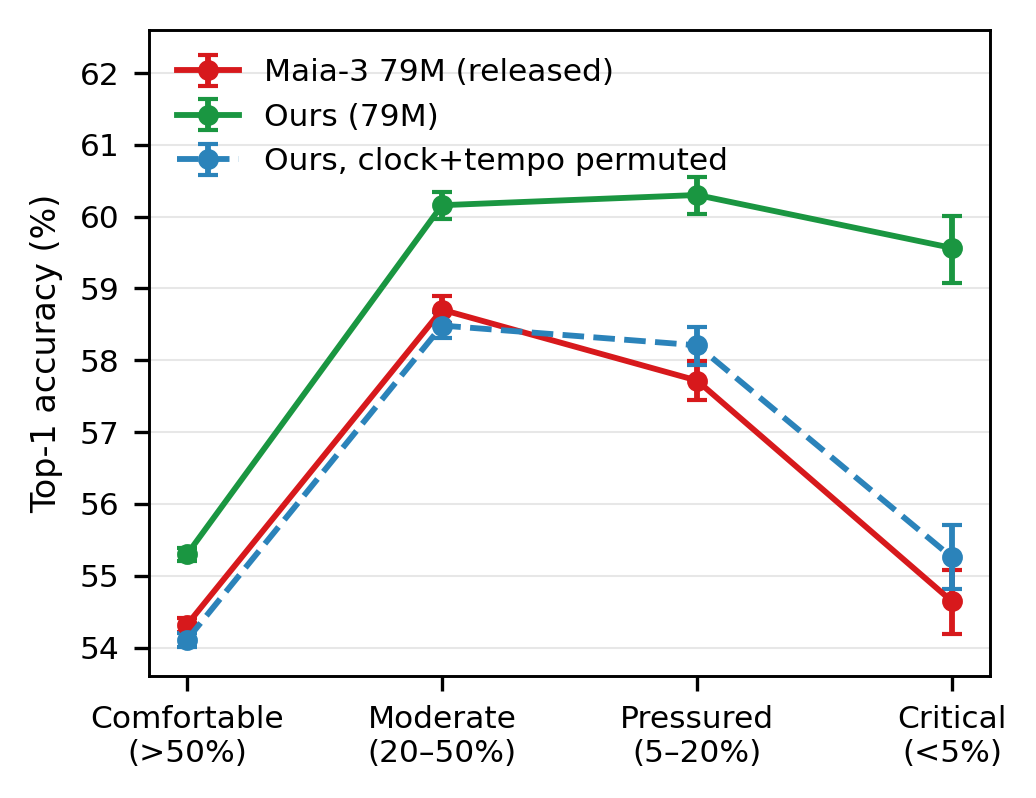 Maia-3 79M (released)
Ours (79M)
Ours, clock+tempo permuted
Top-1 accuracy (%)
62
61
60
59
58
57
56
55
54
Comfortable
(>50%)
Moderate
(20–50%)
Pressured
(5–20%)
Critical
(<5%)